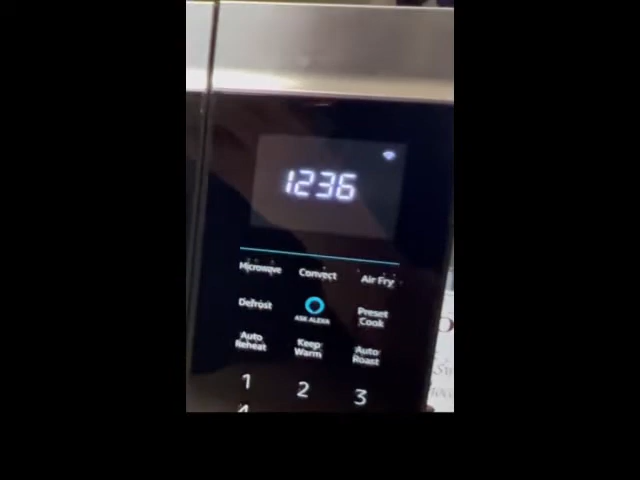 1236
Microwave Convect Air Fry
Defrost ASK ALEXA Preset Cook
Auto Reheat Keep Warm Auto Roast
1 2 3
4